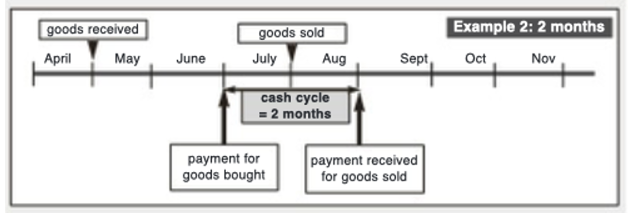 goods received
goods sold
Example 2: 2 months
April May June July Aug Sept Oct Nov
cash cycle
= 2 months
payment for
goods bought
payment received
for goods sold